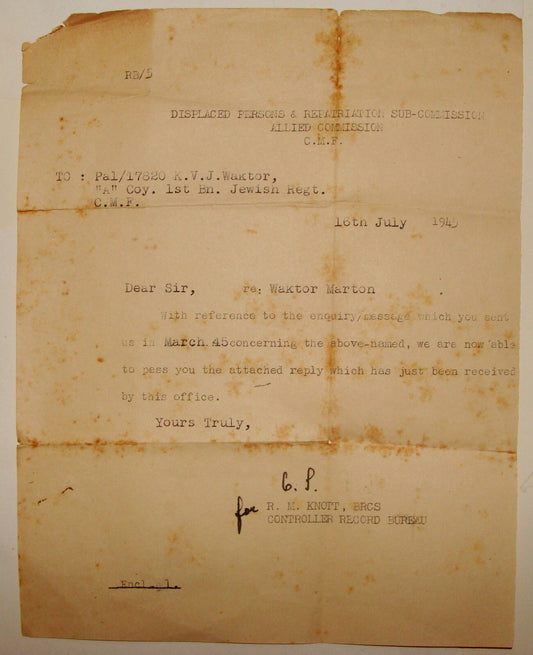 RB/5
DISPLACED PERSONS & REPATRIATION SUB-COMMISSION
ALLIED COMMISSION
C.M.F.
TO : Pal/17820 K.V.J.Waktor,
"A" Coy. 1st Bn. Jewish Regt.
C.M.F.
16th July 1945
Dear Sir, re: Waktor Marton
With reference to the enquiry/message which you sent
us in March.45 concerning the above-named, we are now able
to pass you the attached reply which has just been received
by this office.
Yours Truly,
G.P.
for R. M. KNOTT, BRCS
CONTROLLER RECORD BUREAU
Encl. 1.